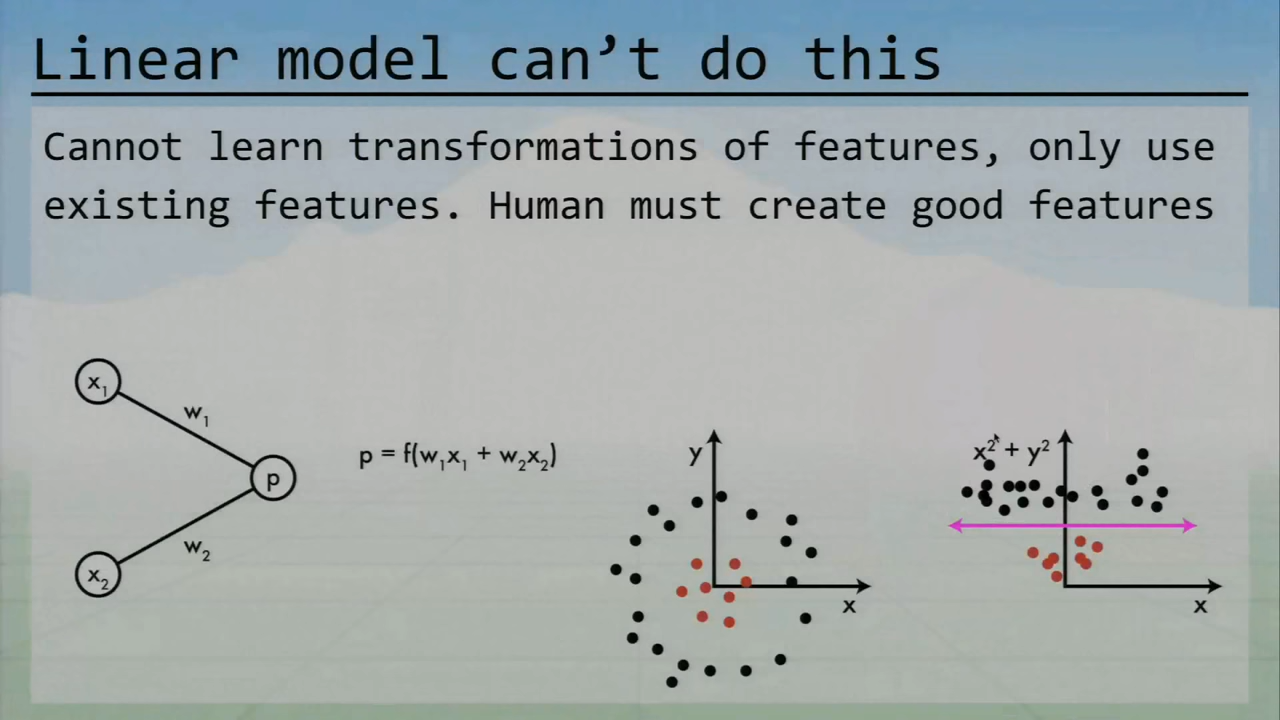 Linear model can’t do this
Cannot learn transformations of features, only use
existing features. Human must create good features
x₁
w₁
p
w₂
x₂
p = f(w₁x₁ + w₂x₂)
y
x
x² + y²
x